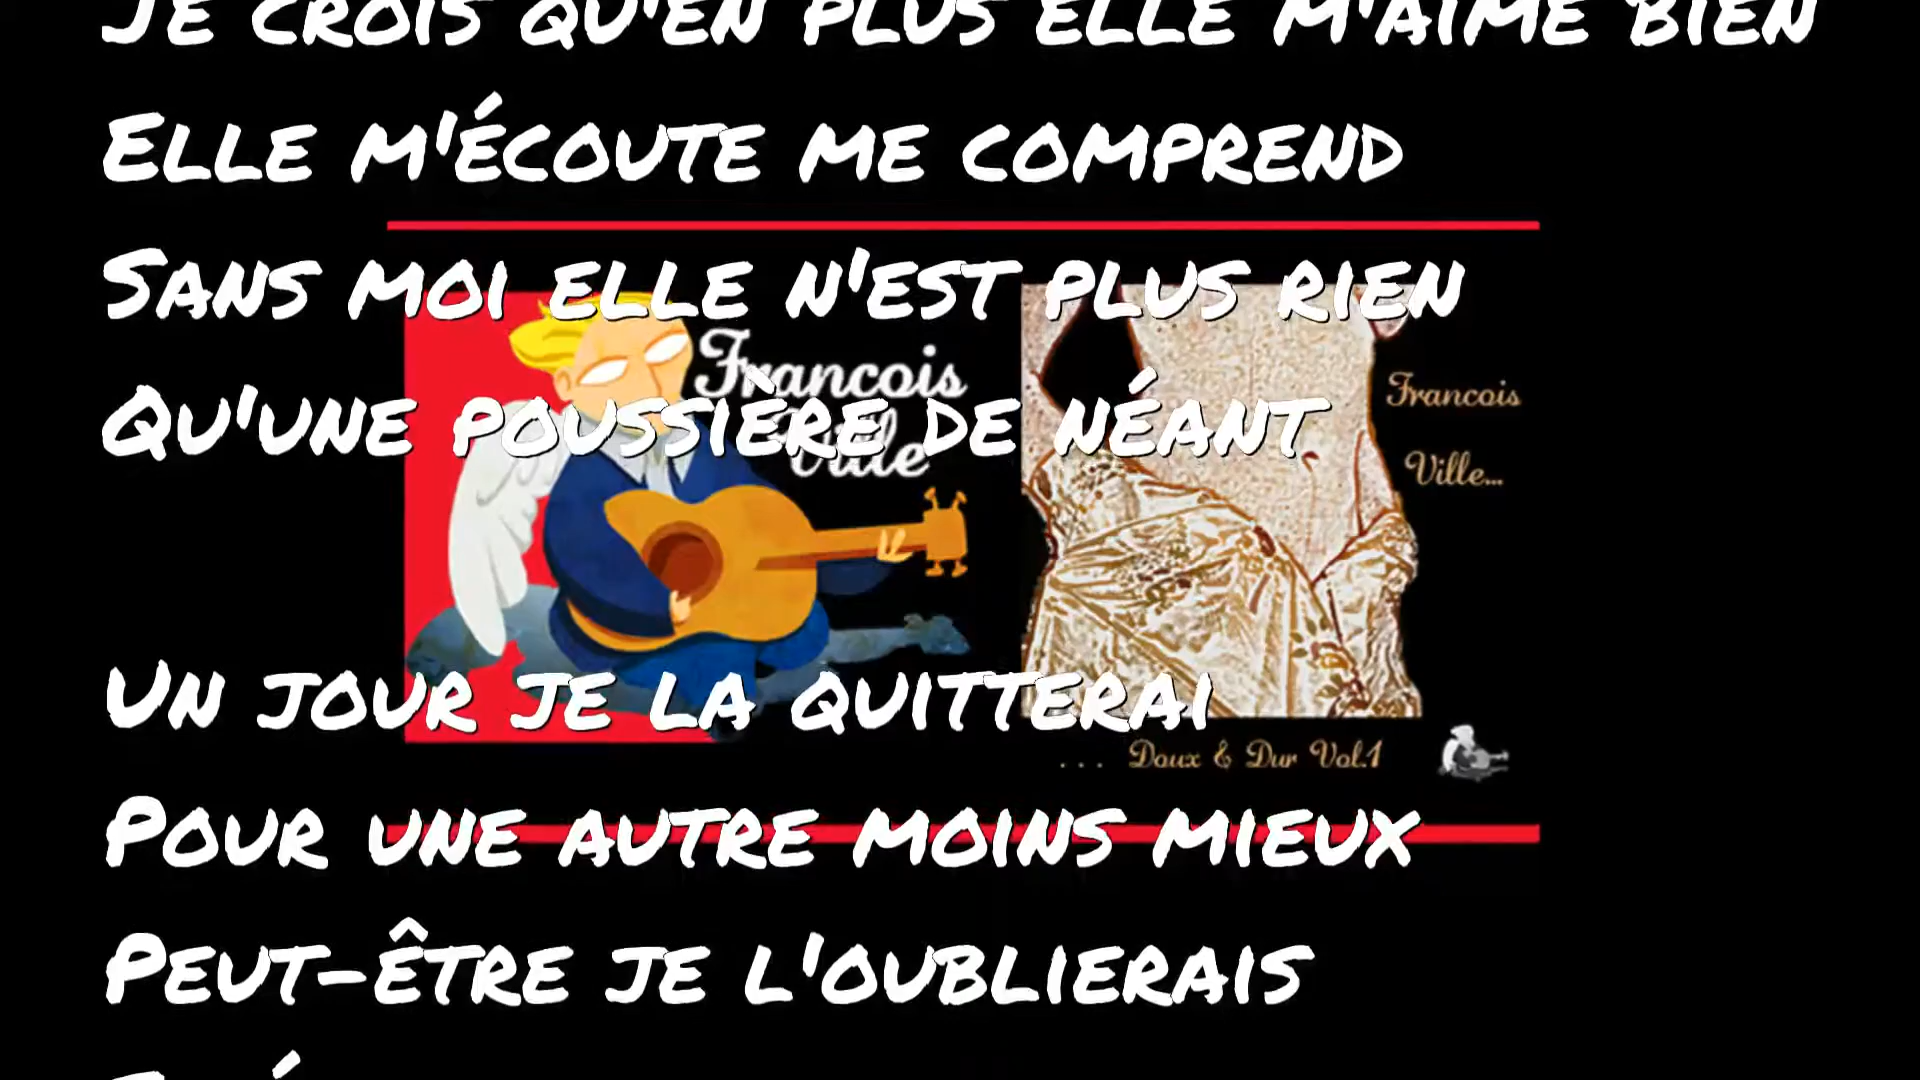 JE CROIS QU'EN PLUS ELLE M'AIME BIEN
ELLE M'ÉCOUTE ME COMPREND
SANS MOI ELLE N'EST PLUS RIEN
QU'UNE POUSSIÈRE DE NÉANT
Francois
Ville
Francois
Ville...
UN JOUR JE LA QUITTERAI
... Doux & Dur Vol.1
POUR UNE AUTRE MOINS MIEUX
PEUT-ÊTRE JE L'OUBLIERAIS